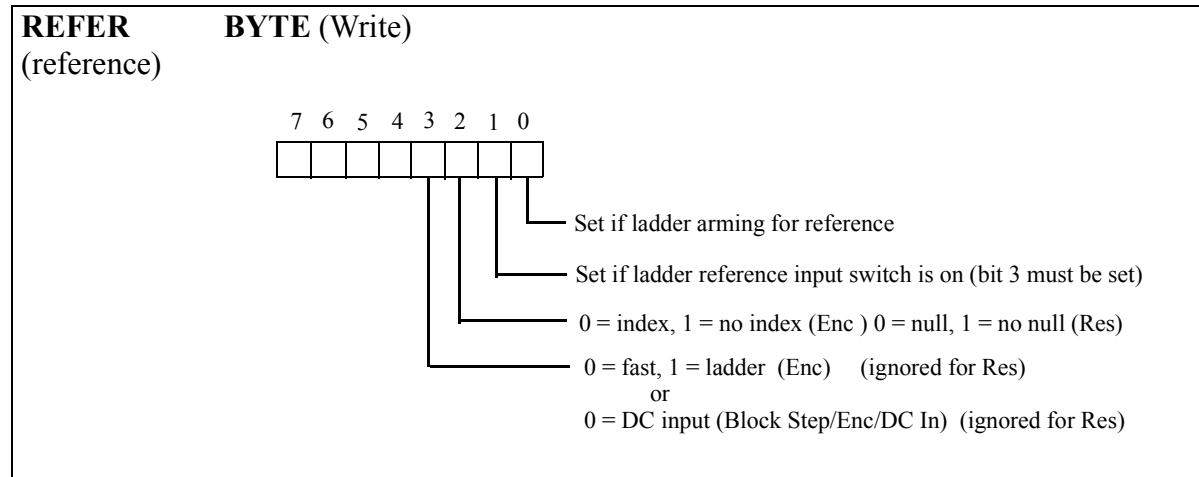 REFER BYTE (Write)
(reference)
7 6 5 4 3 2 1 0
Set if ladder arming for reference
Set if ladder reference input switch is on (bit 3 must be set)
0 = index, 1 = no index (Enc ) 0 = null, 1 = no null (Res)
0 = fast, 1 = ladder (Enc) (ignored for Res)
or
0 = DC input (Block Step/Enc/DC In) (ignored for Res)